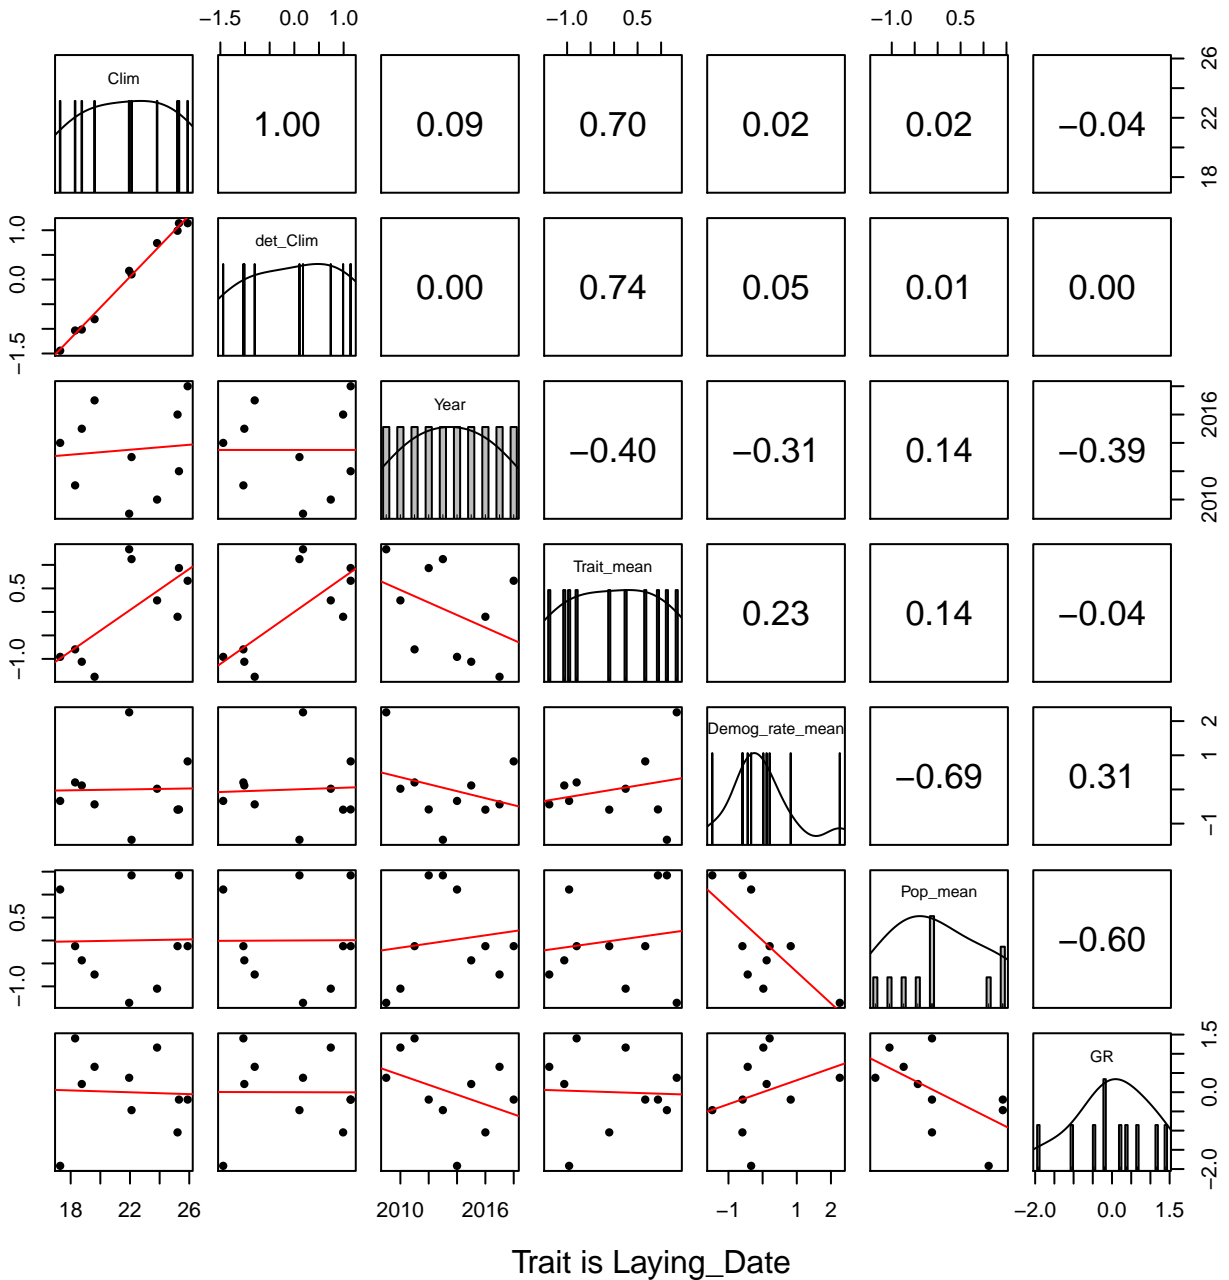 −1.5 0.0 1.0 −1.0 0.5 −1.0 0.5
Clim 1.00 0.09 0.70 0.02 0.02 −0.04 18 22 26
−1.5 0.0 1.0 det_Clim 0.00 0.74 0.05 0.01 0.00
Year −0.40 −0.31 0.14 −0.39 2010 2016
−1.0 0.5 Trait_mean 0.23 0.14 −0.04
Demog_rate_mean −0.69 0.31 −1 1 2
−1.0 0.5 Pop_mean −0.60
GR −2.0 0.0 1.5
18 22 26 2010 2016 −1 1 2 −2.0 0.0 1.5
Trait is Laying_Date